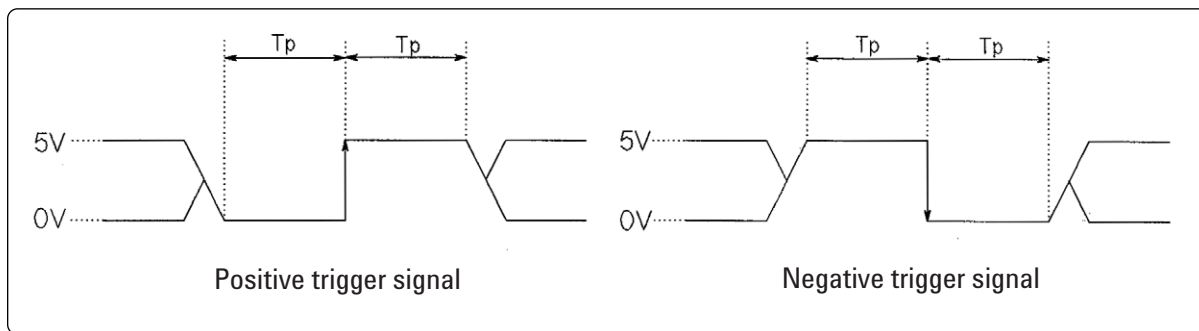 Tp Tp
5V
0V
Positive trigger signal
Tp Tp
5V
0V
Negative trigger signal